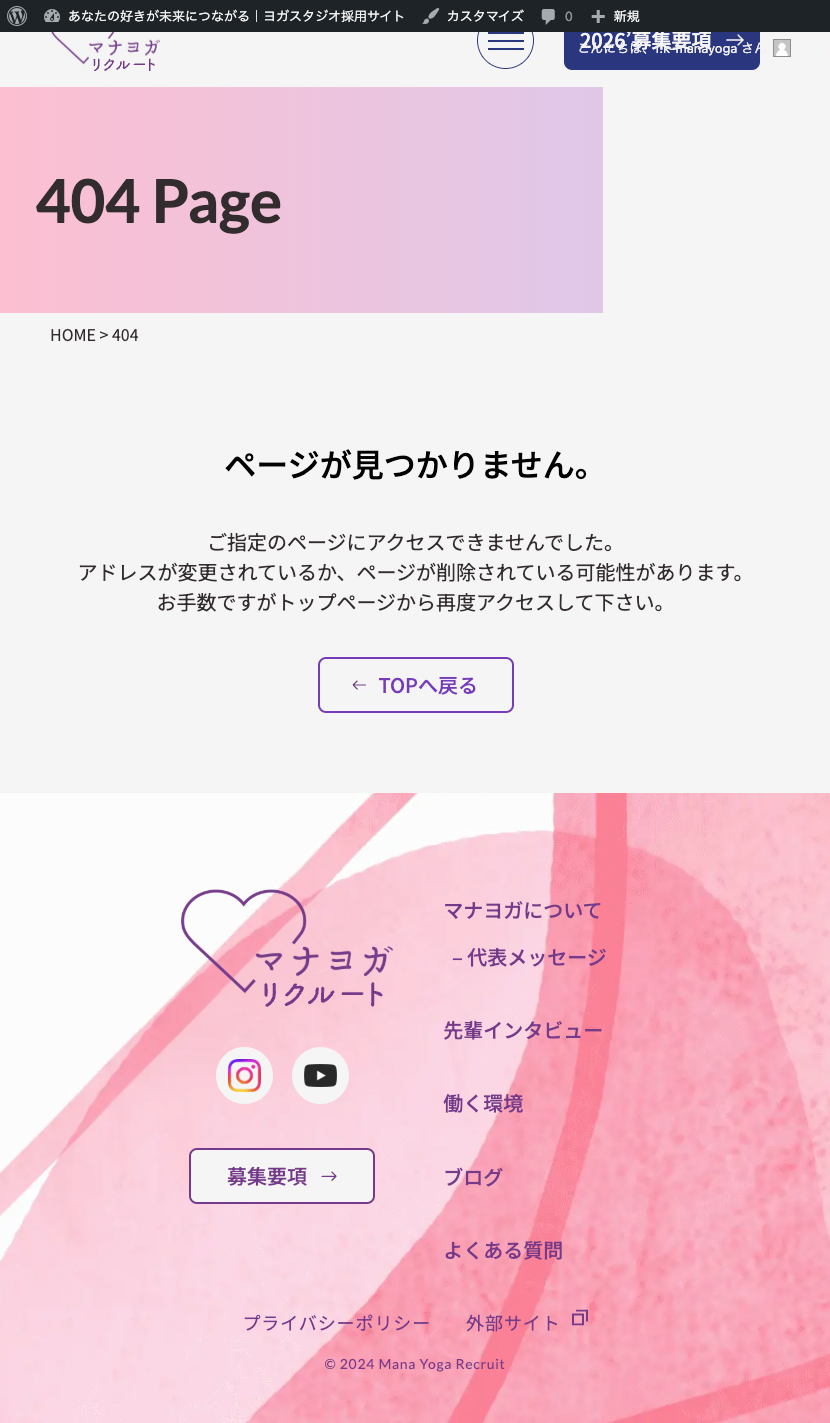 あなたの好きが未来につながる｜ヨガスタジオ採用サイト カスタマイズ 0 新規
マナヨガ
リクルート
2026'募集要項
404 Page
HOME > 404
ページが見つかりません。
ご指定のページにアクセスできませんでした。
アドレスが変更されているか、ページが削除されている可能性があります。
お手数ですがトップページから再度アクセスして下さい。
← TOPへ戻る
マナヨガ
リクルート
募集要項 →
マナヨガについて
– 代表メッセージ
先輩インタビュー
働く環境
ブログ
よくある質問
プライバシーポリシー 外部サイト
© 2024 Mana Yoga Recruit